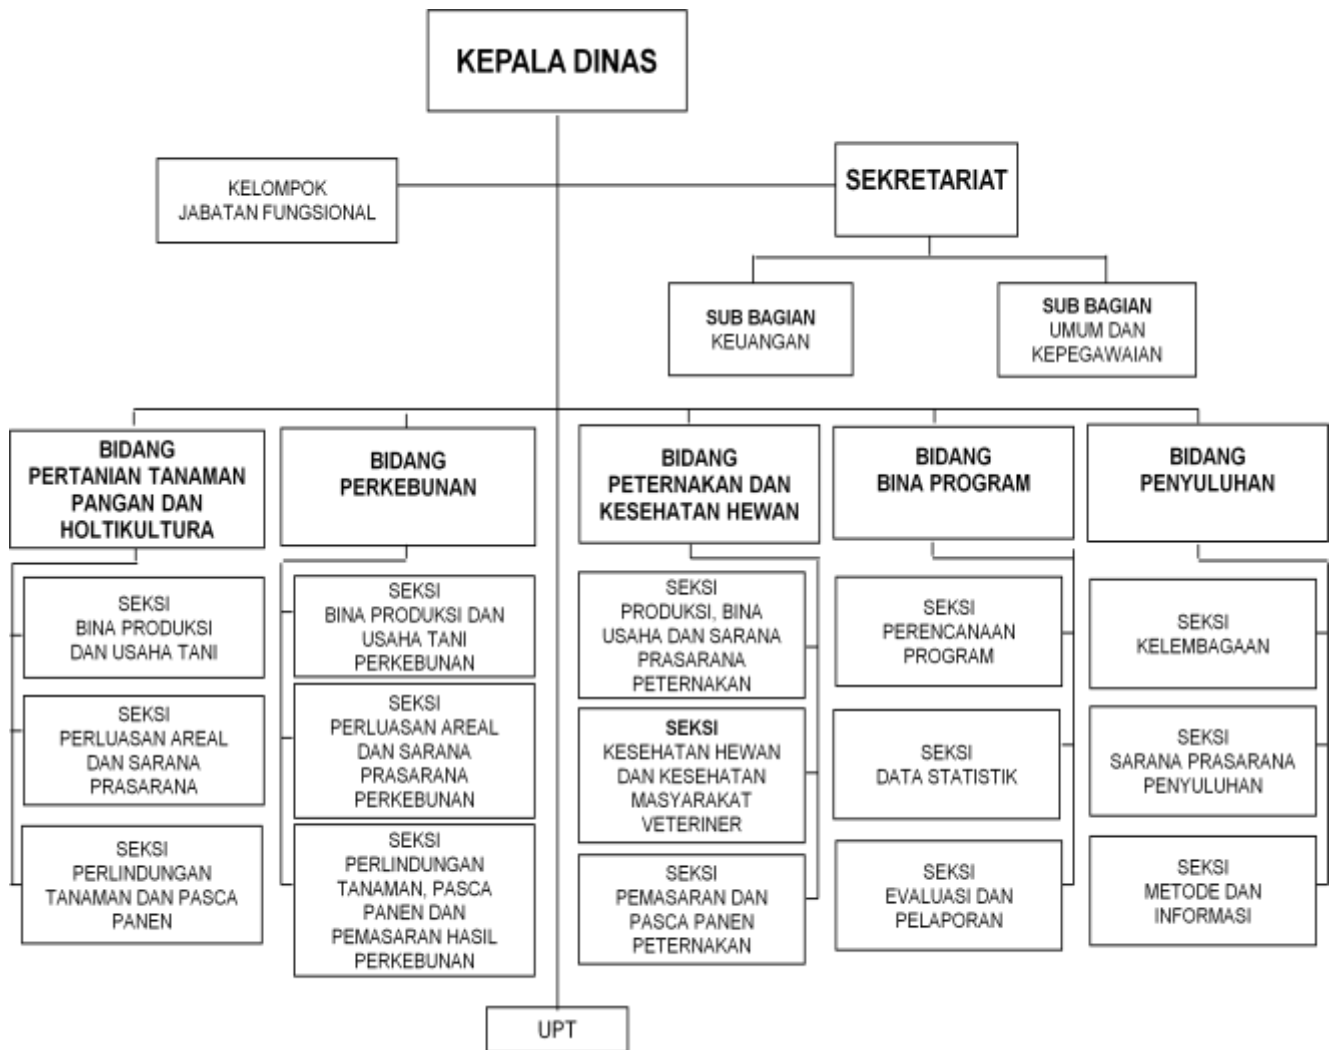 KEPALA DINAS
KELOMPOK
JABATAN FUNGSIONAL
SEKRETARIAT
SUB BAGIAN
KEUANGAN
SUB BAGIAN
UMUM DAN
KEPEGAWAIAN
BIDANG
PERTANIAN TANAMAN
PANGAN DAN
HOLTIKULTURA
BIDANG
PERKEBUNAN
BIDANG
PETERNAKAN DAN
KESEHATAN HEWAN
BIDANG
BINA PROGRAM
BIDANG
PENYULUHAN
SEKSI
BINA PRODUKSI
DAN USAHA TANI
SEKSI
BINA PRODUKSI DAN
USAHA TANI
PERKEBUNAN
SEKSI
PRODUKSI, BINA
USAHA DAN SARANA
PRASARANA
PETERNAKAN
SEKSI
PERENCANAAN
PROGRAM
SEKSI
KELEMBAGAAN
SEKSI
PERLUASAN AREAL
DAN SARANA
PRASARANA
SEKSI
PERLUASAN AREAL
DAN SARANA
PRASARANA
PERKEBUNAN
SEKSI
KESEHATAN HEWAN
DAN KESEHATAN
MASYARAKAT
VETERINER
SEKSI
DATA STATISTIK
SEKSI
SARANA PRASARANA
PENYULUHAN
SEKSI
PERLINDUNGAN
TANAMAN DAN PASCA
PANEN
SEKSI
PERLINDUNGAN
TANAMAN, PASCA
PANEN DAN
PEMASARAN HASIL
PERKEBUNAN
SEKSI
PEMASARAN DAN
PASCA PANEN
PETERNAKAN
SEKSI
EVALUASI DAN
PELAPORAN
SEKSI
METODE DAN
INFORMASI
UPT